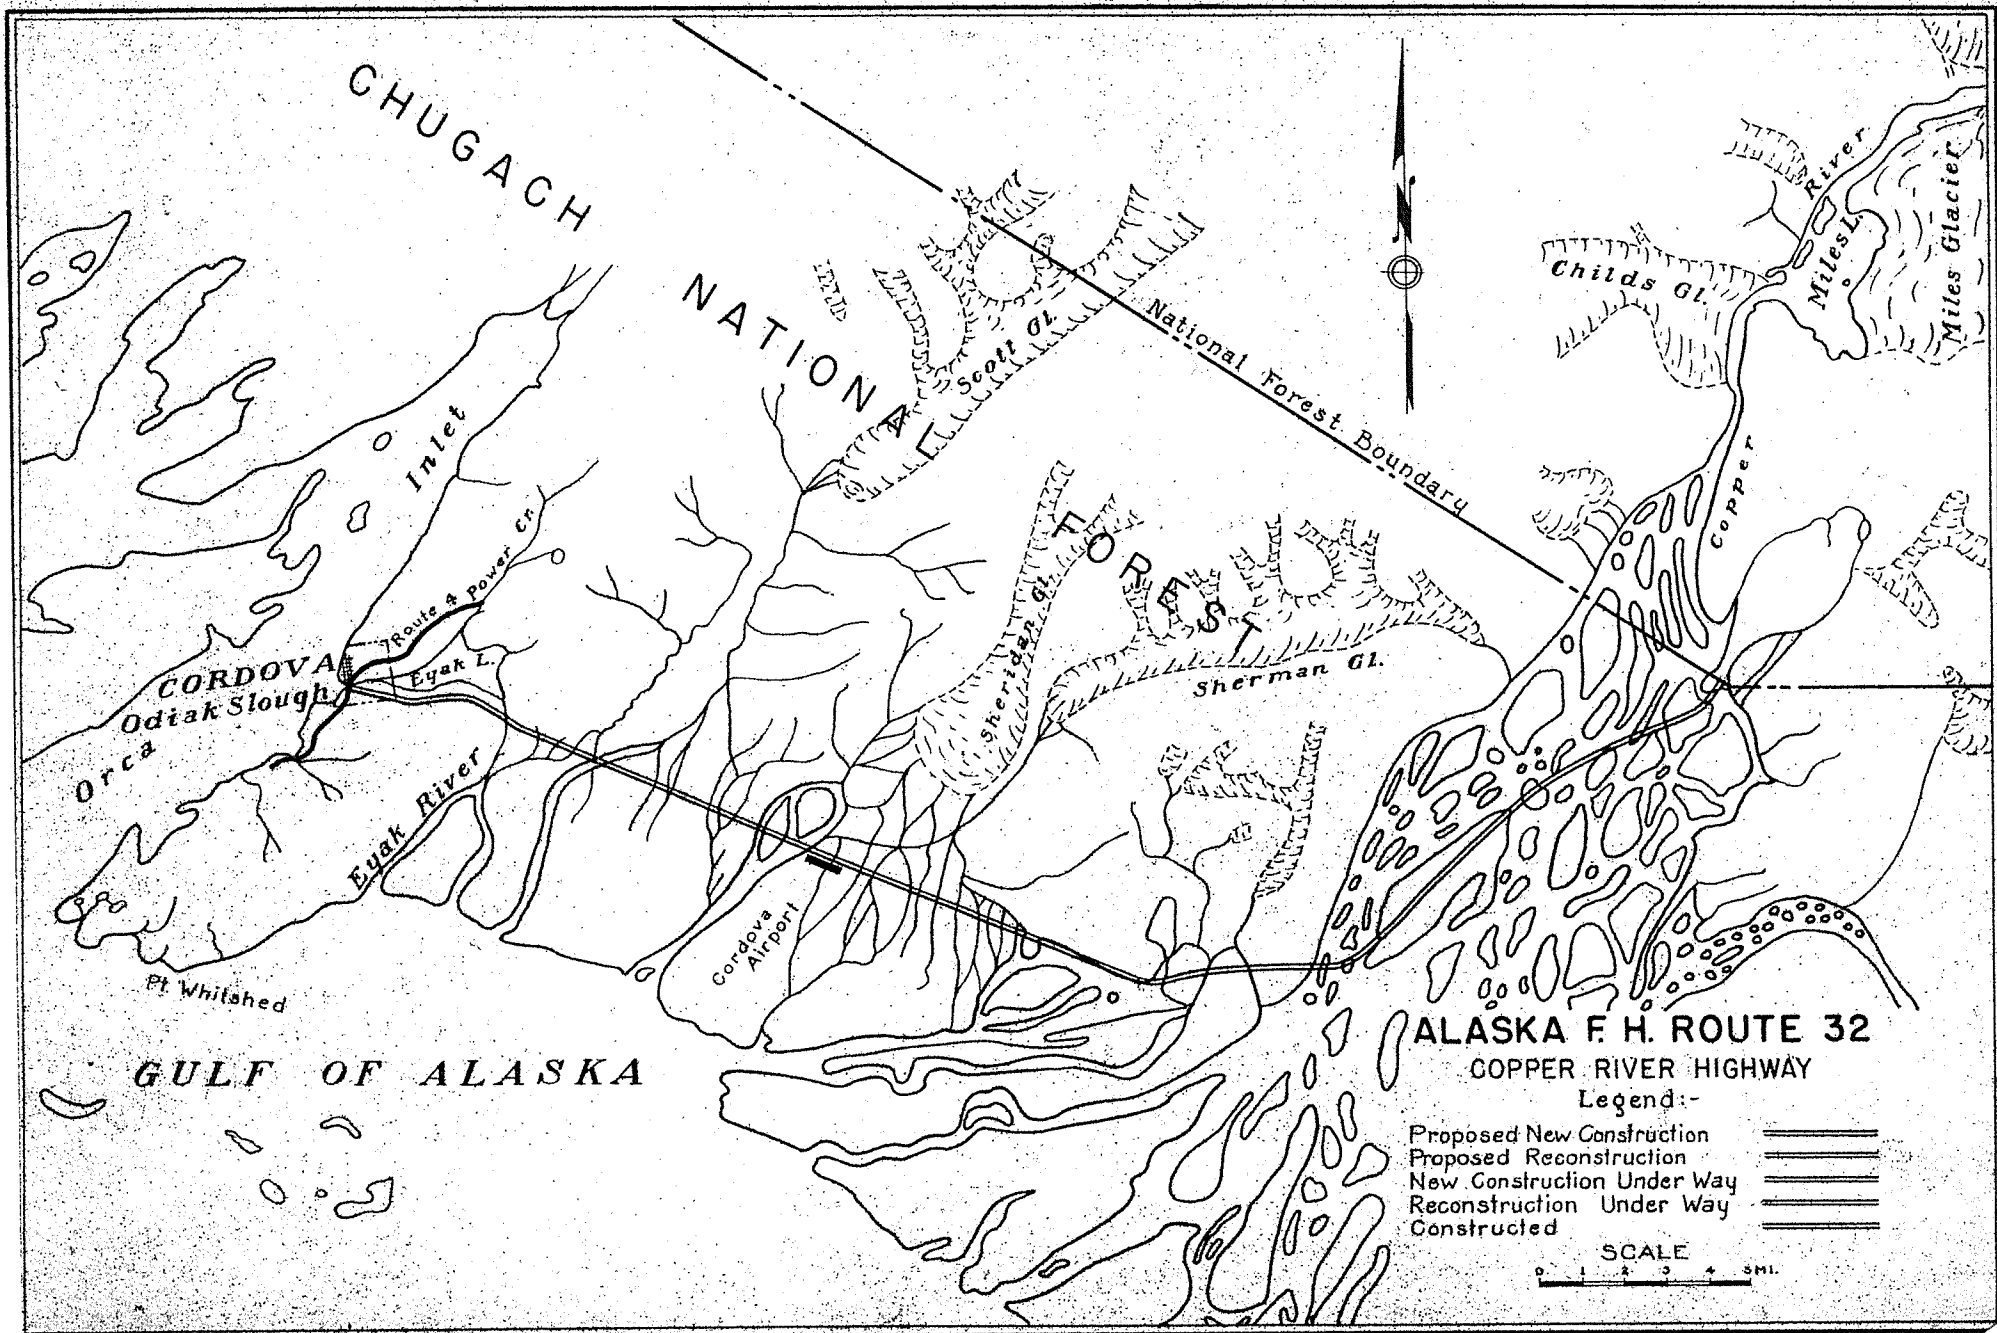 CHUGACH
NATIONAL
FOREST
N
National Forest Boundary
River
Miles L.
Miles Glacier
Childs Gl.
Copper
Scott Gl.
Sheridan Gl.
Sherman Gl.
Inlet
Route 4 Power Cr.
Eyak L.
CORDOVA
Odiak Slough
Orca
Eyak River
Cordova
Airport
Pt Whitshed
GULF OF ALASKA
ALASKA F. H. ROUTE 32
COPPER RIVER HIGHWAY
Legend:-
Proposed New Construction
Proposed Reconstruction
New Construction Under Way
Reconstruction Under Way
Constructed
SCALE
0 1 2 3 4 5MI.